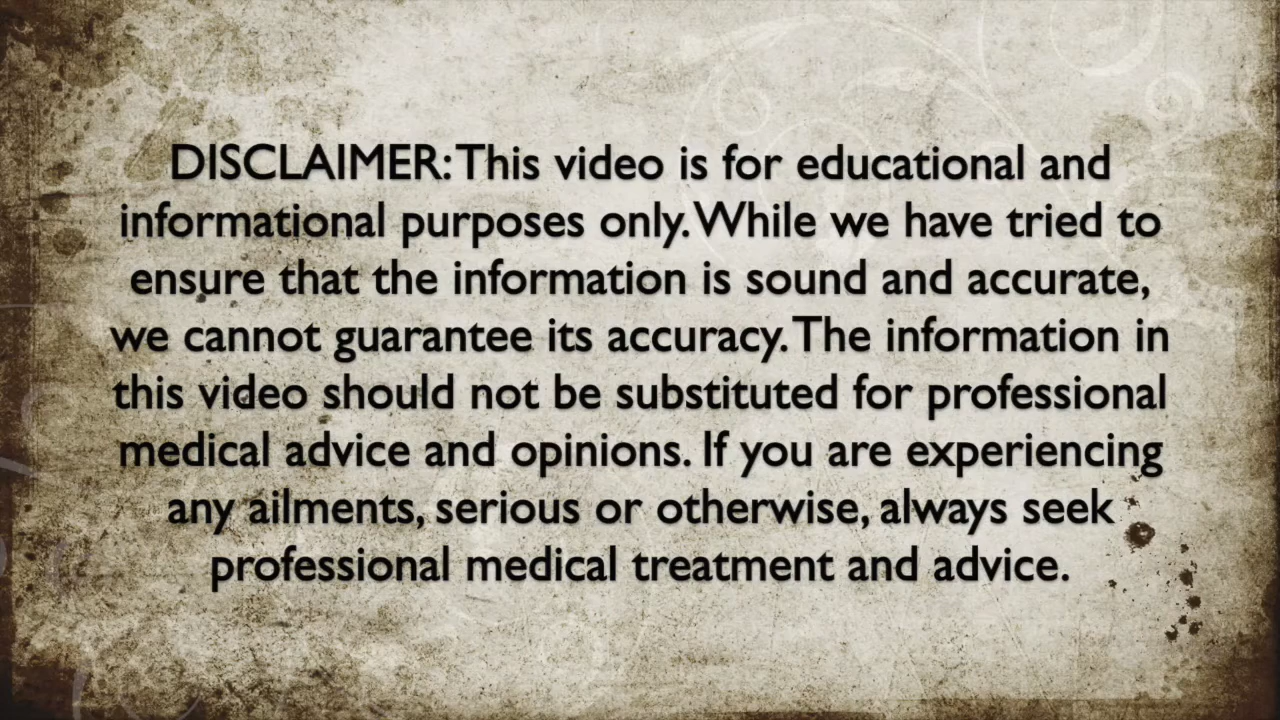 DISCLAIMER: This video is for educational and
informational purposes only. While we have tried to
ensure that the information is sound and accurate,
we cannot guarantee its accuracy. The information in
this video should not be substituted for professional
medical advice and opinions. If you are experiencing
any ailments, serious or otherwise, always seek
professional medical treatment and advice.